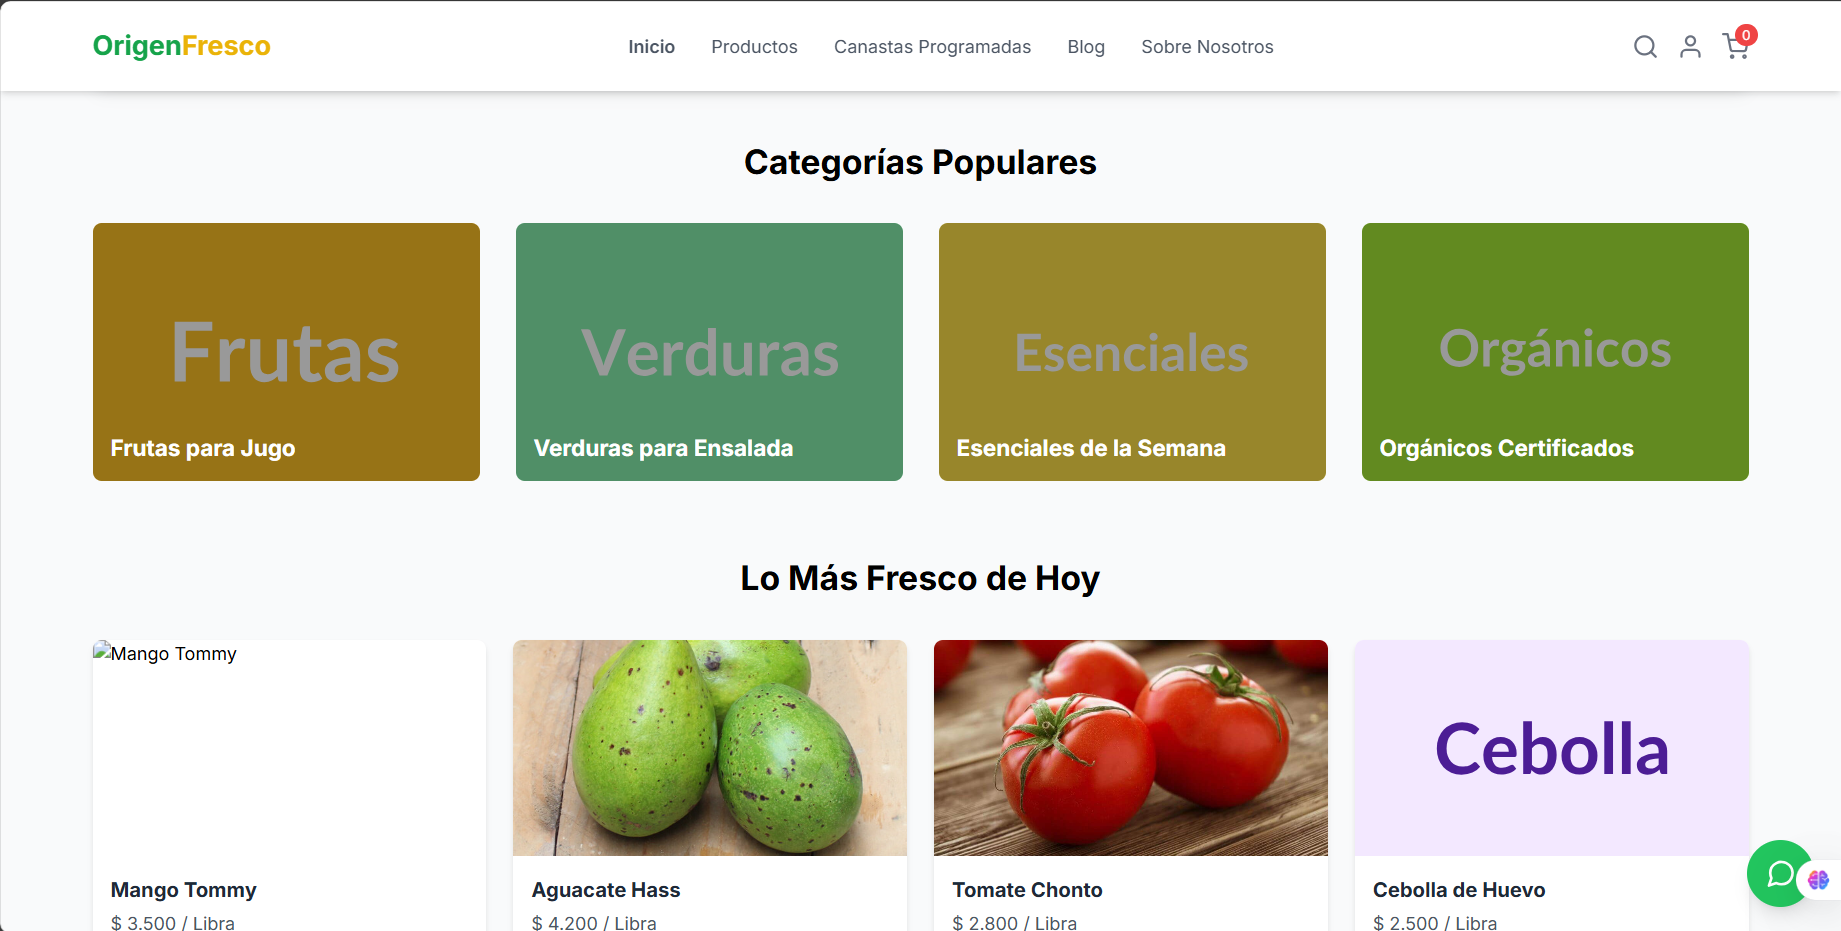 OrigenFresco
Inicio Productos Canastas Programadas Blog Sobre Nosotros
0
Categorías Populares
Frutas
Frutas para Jugo
Verduras
Verduras para Ensalada
Esenciales
Esenciales de la Semana
Orgánicos
Orgánicos Certificados
Lo Más Fresco de Hoy
Mango Tommy
Cebolla
Mango Tommy
$ 3.500 / Libra
Aguacate Hass
$ 4.200 / Libra
Tomate Chonto
$ 2.800 / Libra
Cebolla de Huevo
$ 2.500 / Libra